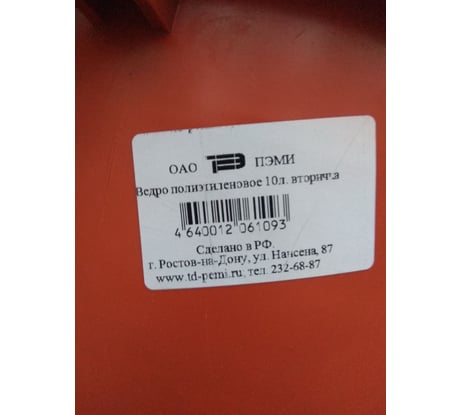 ОАО ПЭМИ
Ведро полиэтиленовое 10л. вторичка
4 640012 061093
Сделано в РФ.
г. Ростов-на-Дону, ул. Нансена, 87
www.td-pemi.ru, тел. 232-68-87